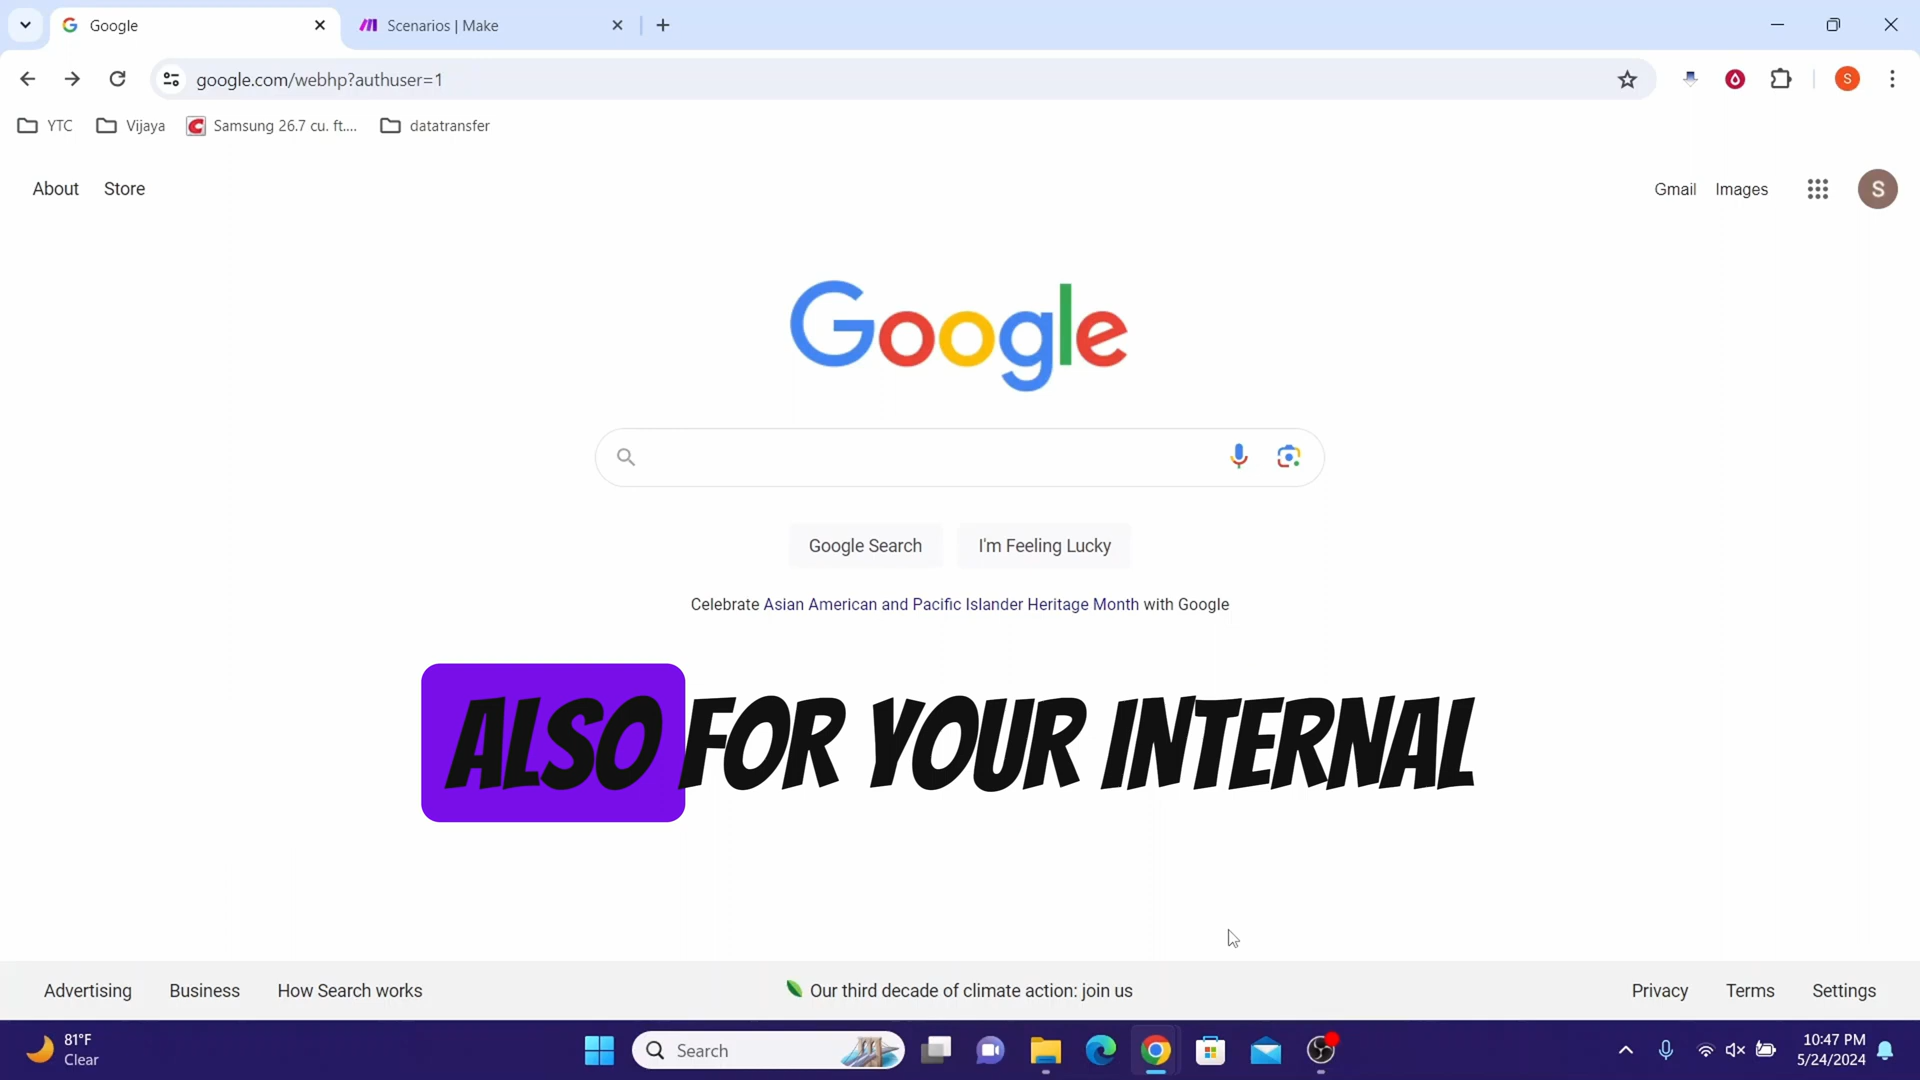 Google
Scenarios | Make
google.com/webhp?authuser=1
S
YTC
Vijaya
Samsung 26.7 cu. ft....
datatransfer
About
Store
Gmail
Images
S
Google
Google Search
I'm Feeling Lucky
Celebrate Asian American and Pacific Islander Heritage Month with Google
ALSO FOR YOUR INTERNAL
Advertising
Business
How Search works
Our third decade of climate action: join us
Privacy
Terms
Settings
81°F
Clear
Search
10:47 PM
5/24/2024